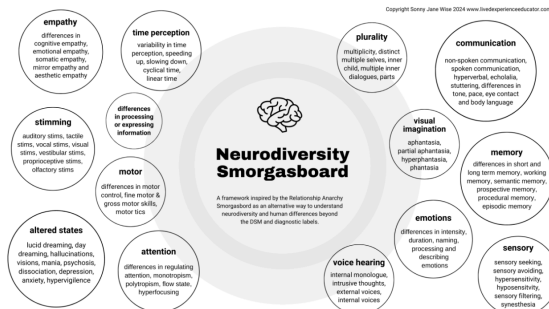 Copyright Sonny Jane Wise 2024 www.livedexperienceeducator.com
empathy
differences in
cognitive empathy,
emotional empathy,
somatic empathy,
mirror empathy and
aesthetic empathy
time perception
variability in time
perception, speeding
up, slowing down,
cyclical time,
linear time
plurality
multiplicity, distinct
multiple selves, inner
child, multiple inner
dialogues, parts
communication
non-spoken communication,
spoken communication,
hyperverbal, echolalia,
stuttering, differences in
tone, pace, eye contact
and body language
stimming
auditory stims, tactile
stims, vocal stims, visual
stims, vestibular stims,
proprioceptive stims,
olfactory stims
differences
in processing
or expressing
information
visual
imagination
aphantasia,
partial aphantasia,
hyperphantasia,
phantasia
memory
differences in short and
long term memory, working
memory, semantic memory,
prospective memory,
procedural memory,
episodic memory
Neurodiversity
Smorgasboard
A framework inspired by the Relationship Anarchy
Smorgasbord as an alternative way to understand
neurodiversity and human differences beyond
the DSM and diagnostic labels.
motor
differences in motor
control, fine motor &
gross motor skills,
motor tics
altered states
lucid dreaming, day
dreaming, hallucinations,
visions, mania, psychosis,
dissociation, depression,
anxiety, hypervigilence
attention
differences in regulating
attention, monotropism,
polytropism, flow state,
hyperfocusing
voice hearing
internal monologue,
intrusive thoughts,
external voices,
internal voices
emotions
differences in intensity,
duration, naming,
processing and
describing
emotions
sensory
sensory seeking,
sensory avoiding,
hypersensitivity,
hyposensitvity,
sensory filtering,
synesthesia